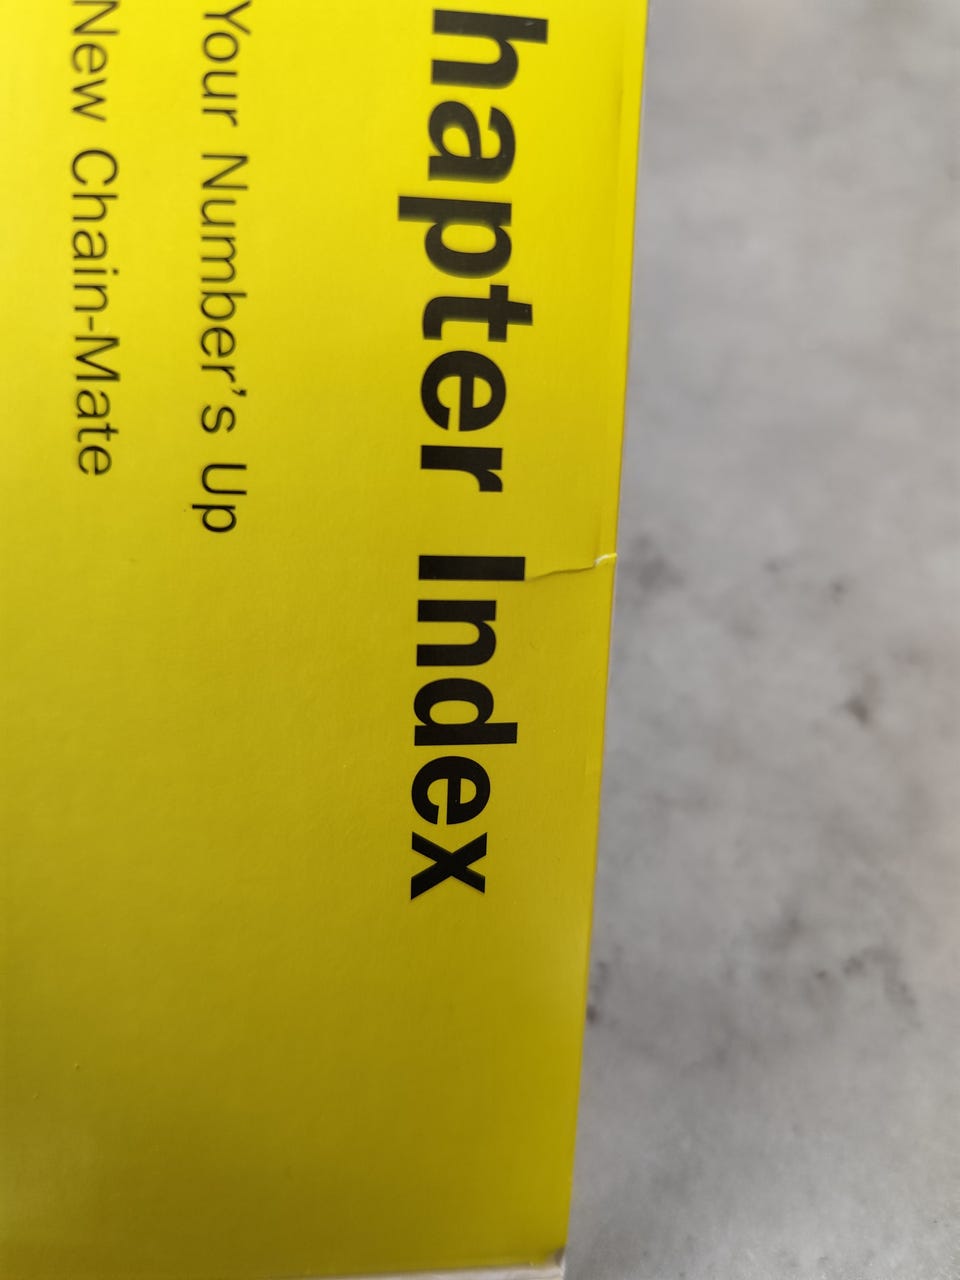 hapter Index
Your Number's Up
New Chain-Mate